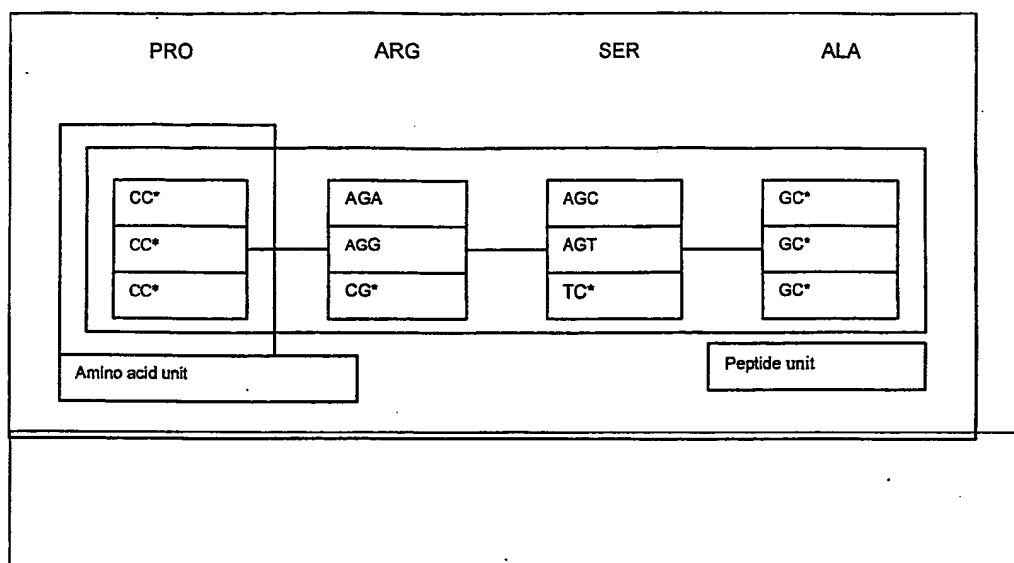 PRO ARG SER ALA
CC* AGA AGC GC*
CC* AGG AGT GC*
CC* CG* TC* GC*
Amino acid unit Peptide unit